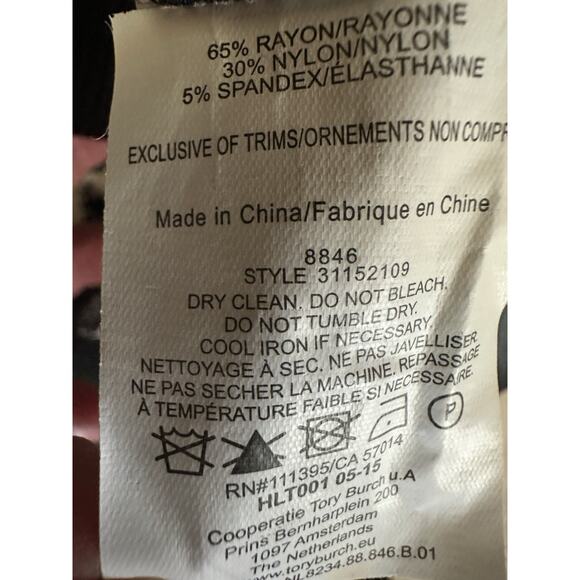 65% RAYON/RAYONNE
30% NYLON/NYLON
5% SPANDEX/ÉLASTHANNE
EXCLUSIVE OF TRIMS/ORNEMENTS NON COMPR
Made in China/Fabrique en Chine
8846
STYLE 31152109
DRY CLEAN. DO NOT BLEACH.
DO NOT TUMBLE DRY.
COOL IRON IF NECESSARY.
NETTOYAGE À SEC. NE PAS JAVELLISER.
NE PAS SECHER LA MACHINE. REPASSAGE
À TEMPÉRATURE FAIBLE SI NECESSAIRE.
P
RN#111395/CA 57014
HLT001 05-15
Cooperatie Tory Burch u.A
Prins Bernharplein 200
1097 Amsterdam
The Netherlands
www.toryburch.eu
NL8234.88.846.B.01